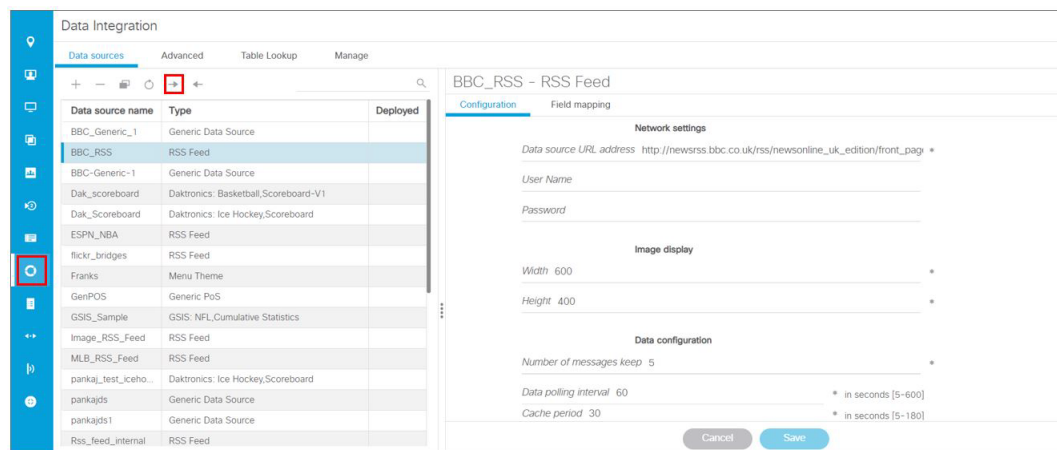 Data Integration
Data sources Advanced Table Lookup Manage
Data source name Type Deployed
BBC_Generic_1 Generic Data Source
BBC_RSS RSS Feed
BBC-Generic-1 Generic Data Source
Dak_scoreboard Daktronics: Basketball,Scoreboard-V1
Dak_Scoreboard Daktronics: Ice Hockey,Scoreboard
ESPN_NBA RSS Feed
flickr_bridges RSS Feed
Franks Menu Theme
GenPOS Generic PoS
GSIS_Sample GSIS: NFL,Cumulative Statistics
Image_RSS_Feed RSS Feed
MLB_RSS_Feed RSS Feed
pankaj_test_iceho... Daktronics: Ice Hockey,Scoreboard
pankajds Generic Data Source
pankajds1 Generic Data Source
Rss_feed_internal RSS Feed
BBC_RSS - RSS Feed
Configuration Field mapping
Network settings
Data source URL address http://newsrss.bbc.co.uk/rss/newsonline_uk_edition/front_page *
User Name
Password
Image display
Width 600 *
Height 400 *
Data configuration
Number of messages keep 5 *
Data polling interval 60 * in seconds [5-600]
Cache period 30 * in seconds [5-180]
Cancel Save